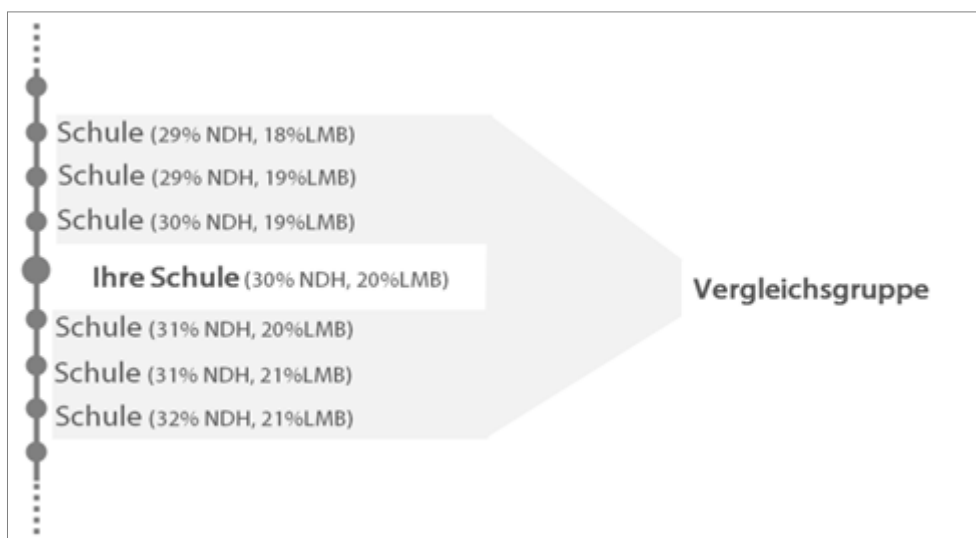 Schule (29% NDH, 18%LMB)
Schule (29% NDH, 19%LMB)
Schule (30% NDH, 19%LMB)
Ihre Schule (30% NDH, 20%LMB)
Vergleichsgruppe
Schule (31% NDH, 20%LMB)
Schule (31% NDH, 21%LMB)
Schule (32% NDH, 21%LMB)